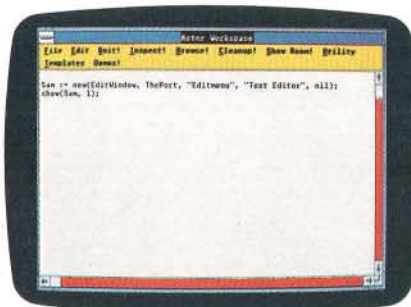 Actor Workspace
File Edit Quit! Inspect! Browse! Cleanup! Show Room! Utility
Templates Demos!
Sam := new(EditWindow, ThePort, "Editmenu", "Text Editor", nil);
show(Sam, 1);